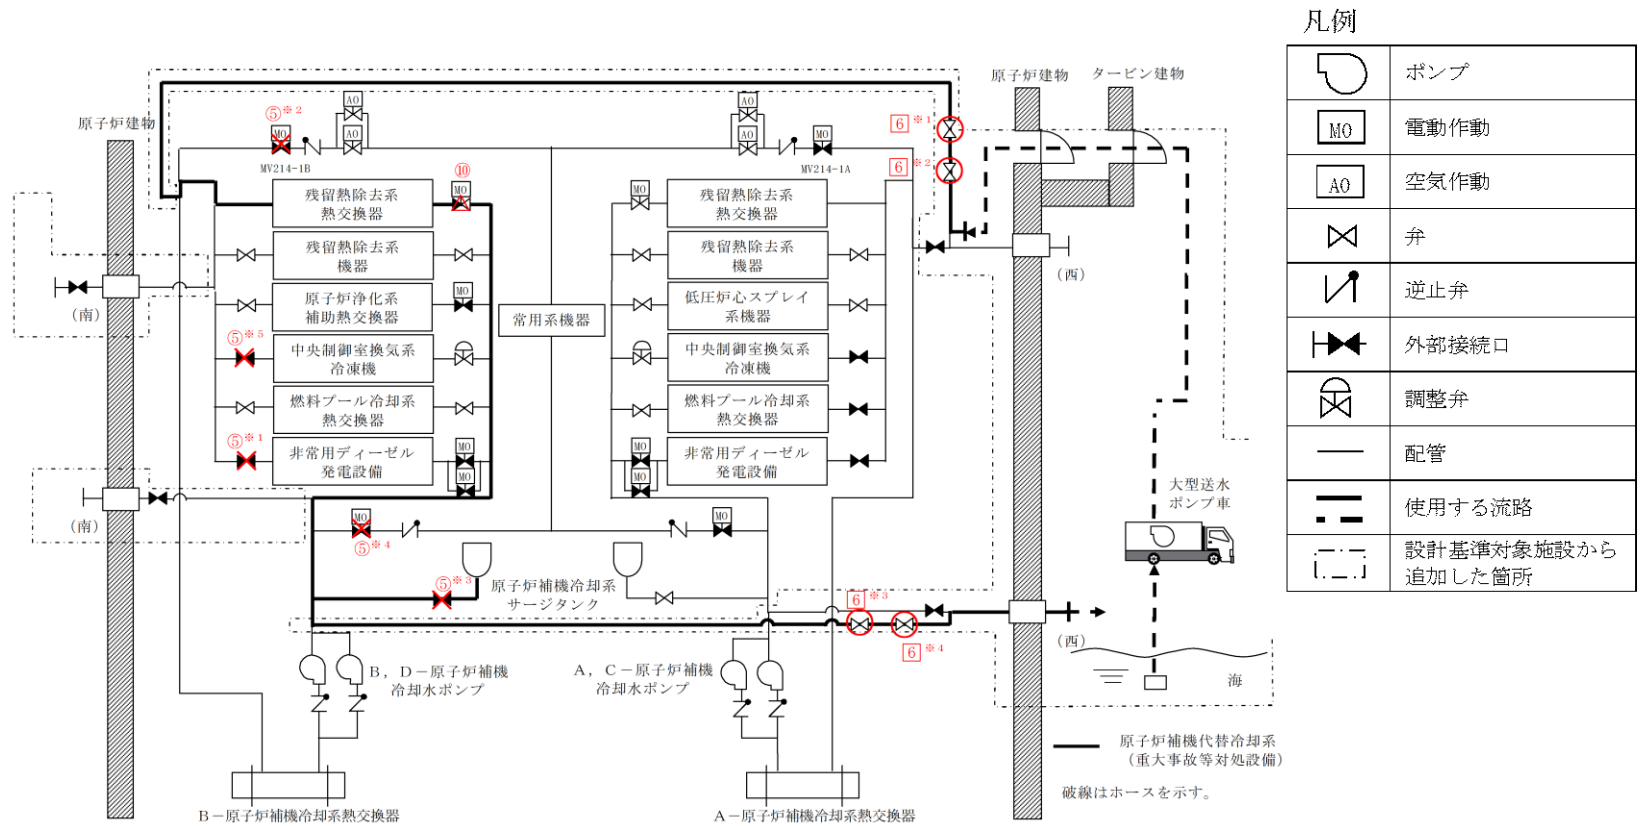 凡例
ポンプ
MO
電動作動
AO
空気作動
弁
逆止弁
外部接続口
調整弁
配管
使用する流路
設計基準対象施設から
追加した箇所
原子炉建物
⑤※2
MO
MV214-1B
AO
AO
AO
AO
MO
MV214-1A
6※1
6※2
原子炉建物
タービン建物
⑩
MO
残留熱除去系
熱交換器
残留熱除去系
機器
原子炉浄化系
補助熱交換器
MO
⑤※5
中央制御室換気系
冷凍機
燃料プール冷却系
熱交換器
⑤※1
非常用ディーゼル
発電設備
MO
MO
常用系機器
MO
残留熱除去系
熱交換器
残留熱除去系
機器
低圧炉心スプレイ
系機器
中央制御室換気系
冷凍機
燃料プール冷却系
熱交換器
MO
MO
非常用ディーゼル
発電設備
(南)
(南)
(西)
大型送水
ポンプ車
MO
⑤※4
MO
⑤※3
原子炉補機冷却系
サージタンク
6※3
6※4
(西)
海
B,D-原子炉補機
冷却水ポンプ
A,C-原子炉補機
冷却水ポンプ
原子炉補機代替冷却系
(重大事故等対処設備)
破線はホースを示す。
B-原子炉補機冷却系熱交換器
A-原子炉補機冷却系熱交換器